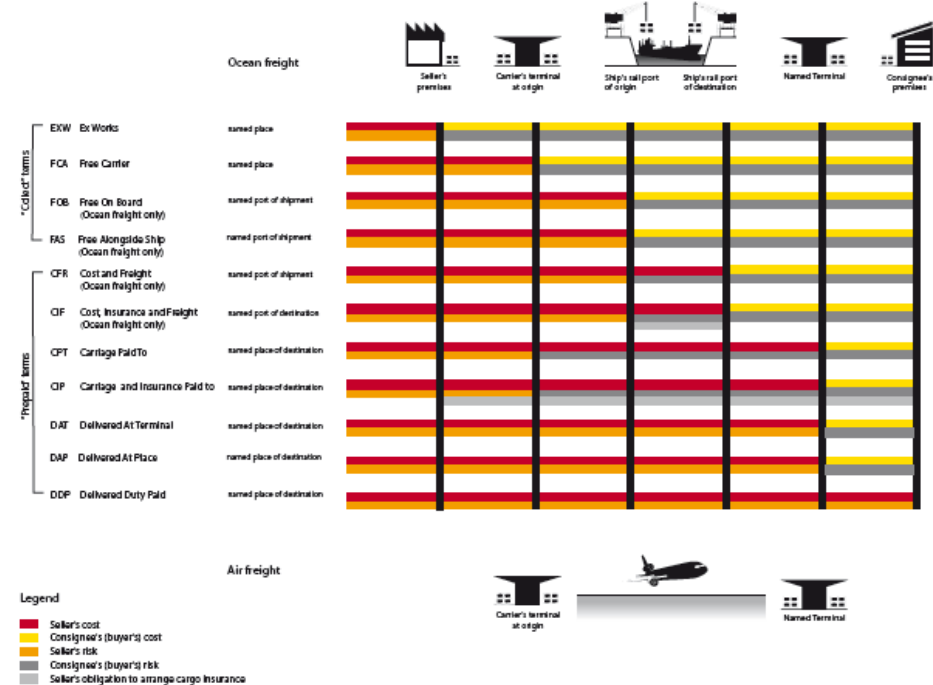 Ocean freight
Seller's
premises
Carrier's terminal
at origin
Ship's rail port
of origin
Ship's rail port
of destination
Named Terminal
Consignee's
premises
"Collect" terms
EXW Ex Works named place
FCA Free Carrier named place
FOB Free On Board named port of shipment
(Ocean freight only)
FAS Free Alongside Ship named port of shipment
(Ocean freight only)
"Prepaid" terms
CFR Cost and Freight named port of shipment
(Ocean freight only)
CIF Cost, Insurance and Freight named port of destination
(Ocean freight only)
CPT Carriage Paid To named place of destination
CIP Carriage and Insurance Paid to named place of destination
DAT Delivered At Terminal named place of destination
DAP Delivered At Place named place of destination
DDP Delivered Duty Paid named place of destination
Air freight
Carrier's terminal
at origin
Named Terminal
Legend
Seller's cost
Consignee's (buyer's) cost
Seller's risk
Consignee's (buyer's) risk
Seller's obligation to arrange cargo insurance